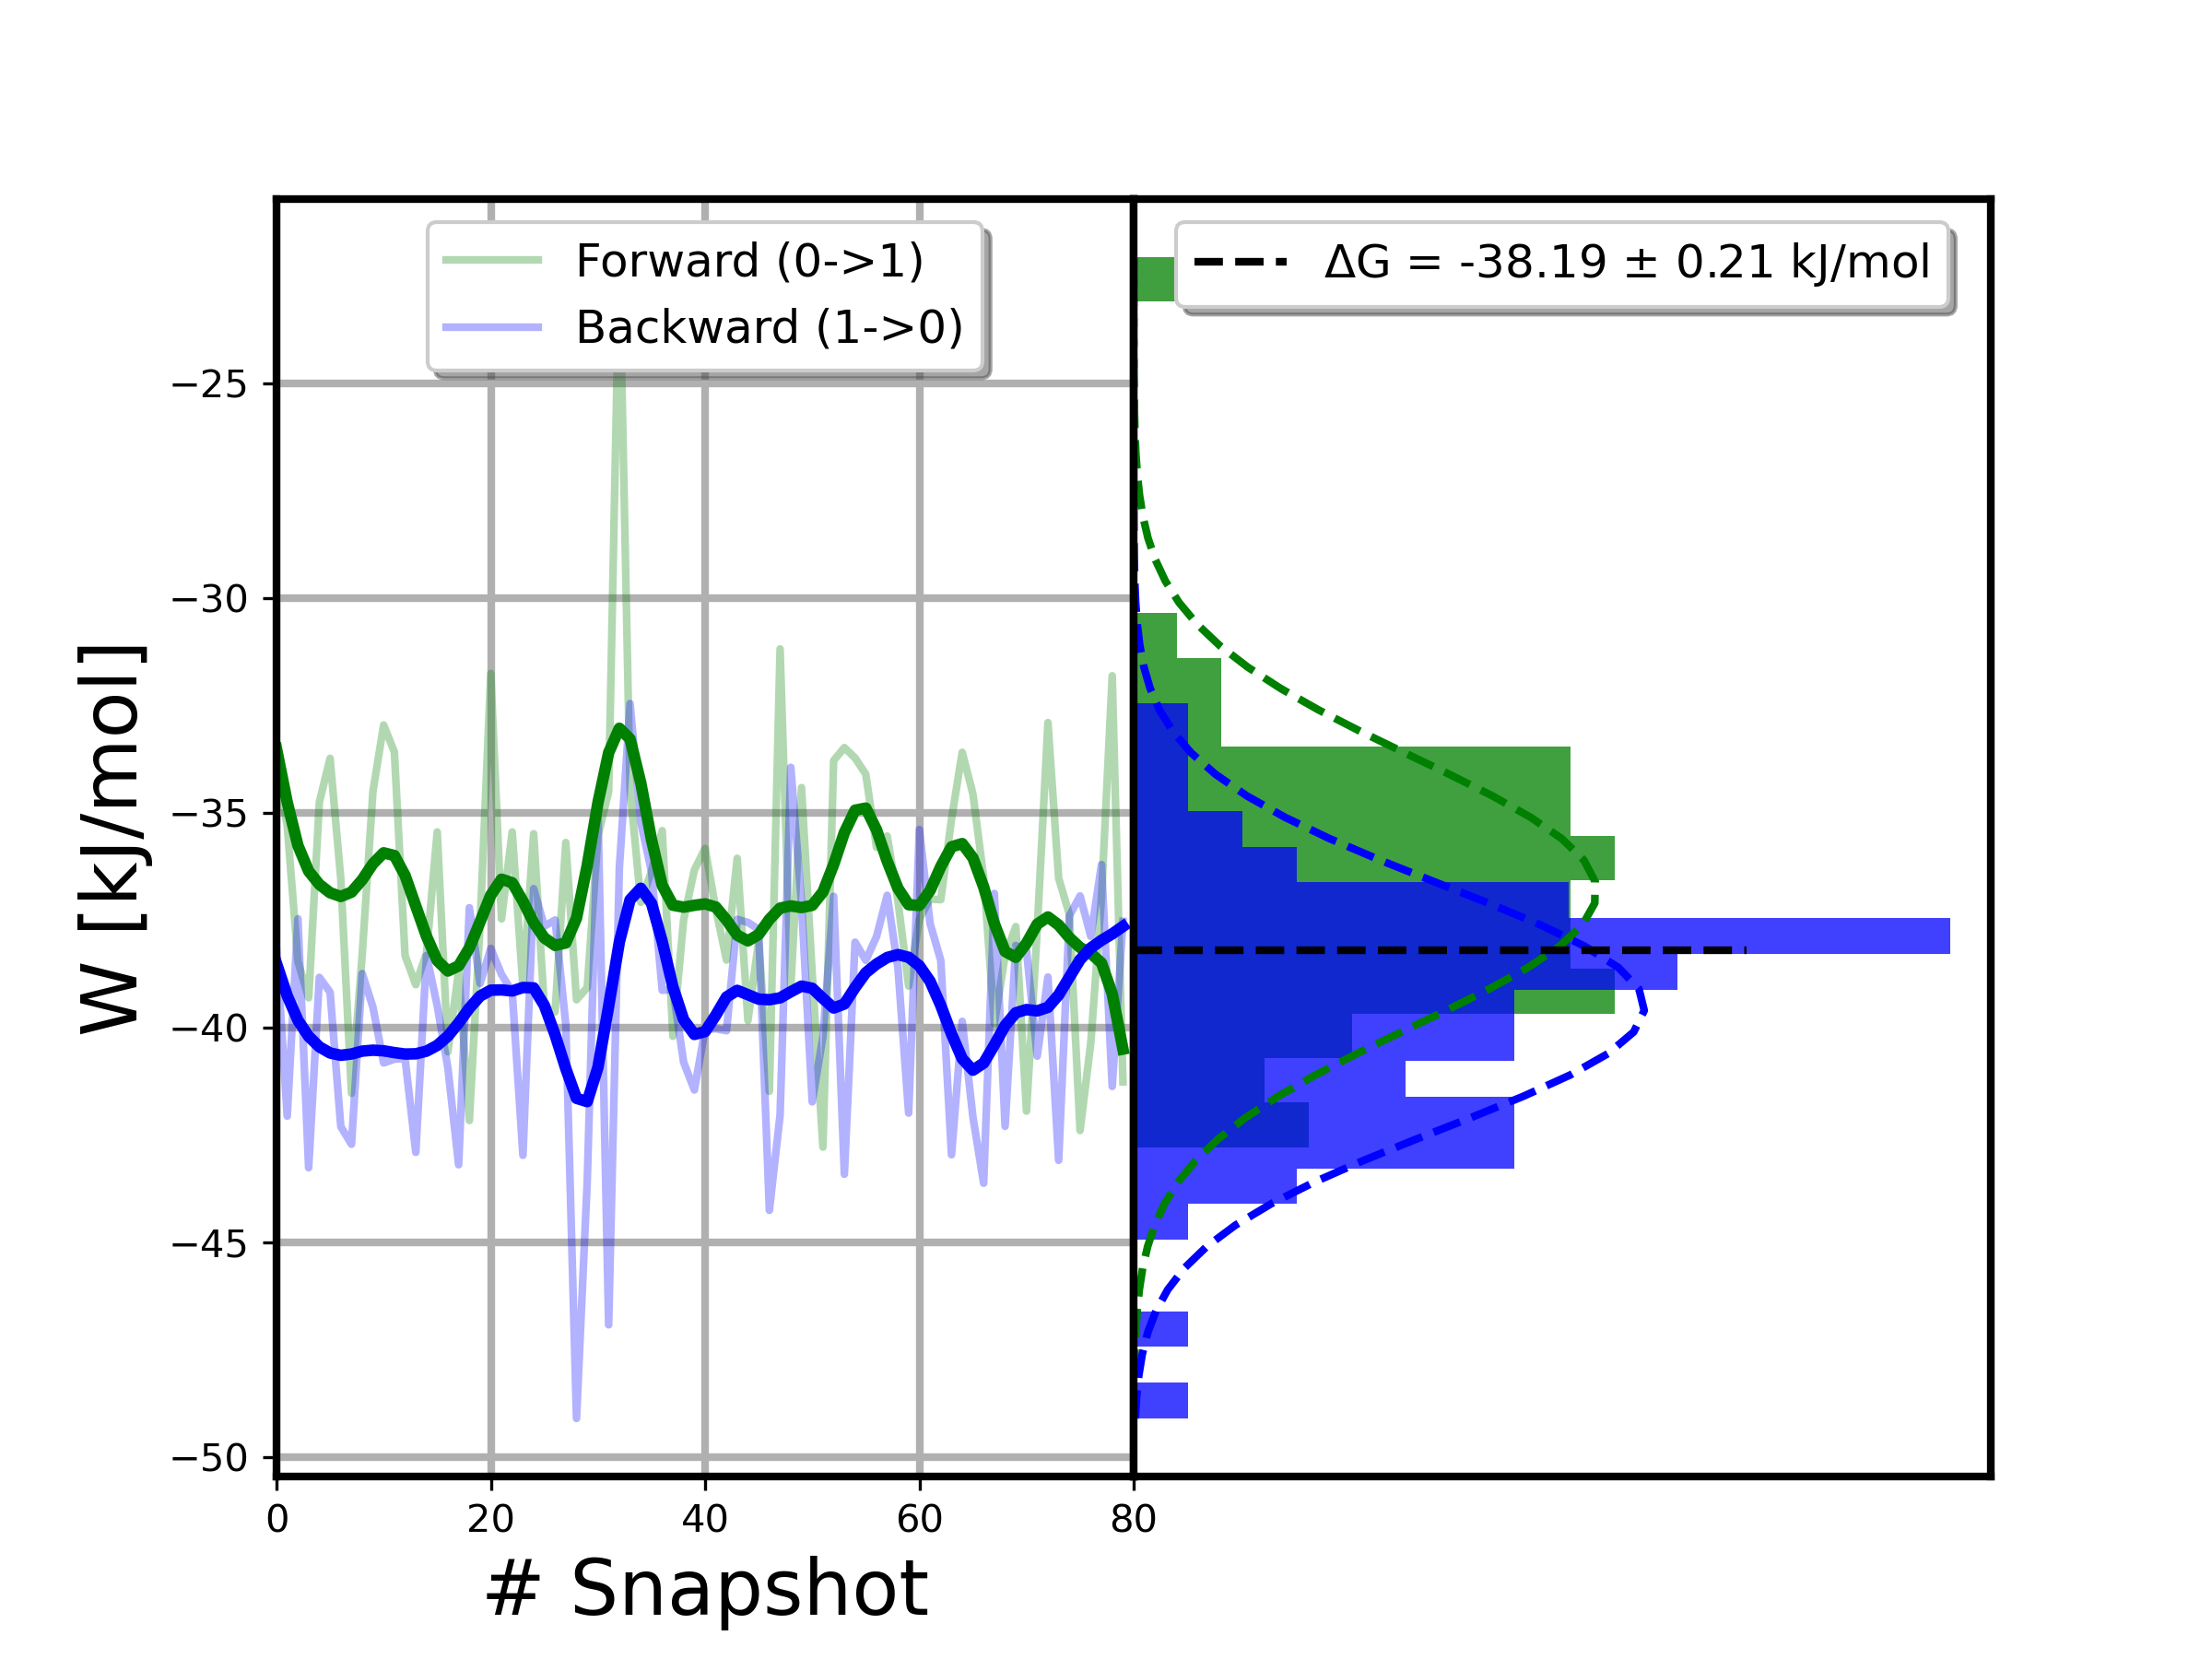 Forward (0->1)
Backward (1->0)
ΔG = -38.19 ± 0.21 kJ/mol
W [kJ/mol]
−25
−30
−35
−40
−45
−50
0 20 40 60 80
# Snapshot